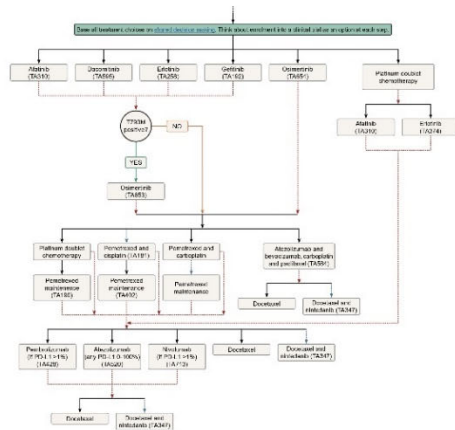 Base all treatment choices on shared decision making. Think about enrolment into a clinical trial as an option at each step.
Afatinib
(TA310)
Dacomitinib
(TA595)
Erlotinib
(TA258)
Gefitinib
(TA192)
Osimertinib
(TA654)
Platinum doublet
chemotherapy
T790M
positive?
NO
Afatinib
(TA310)
Erlotinib
(TA374)
YES
Osimertinib
(TA653)
Platinum doublet
chemotherapy
Pemetrexed and
cisplatin (TA181)
Pemetrexed and
carboplatin
Atezolizumab and
bevacizumab, carboplatin
and paclitaxel (TA584)
Pemetrexed
maintenance
(TA190)
Pemetrexed
maintenance
(TA402)
Pemetrexed
maintenance
Docetaxel
Docetaxel and
nintedanib (TA347)
Pembrolizumab
(if PD-L1 >1%)
(TA428)
Atezolizumab
(any PD-L1 0-100%)
(TA520)
Nivolumab
(if PD-L1 >1%)
(TA713)
Docetaxel
Docetaxel and
nintedanib (TA347)
Docetaxel
Docetaxel and
nintedanib (TA347)